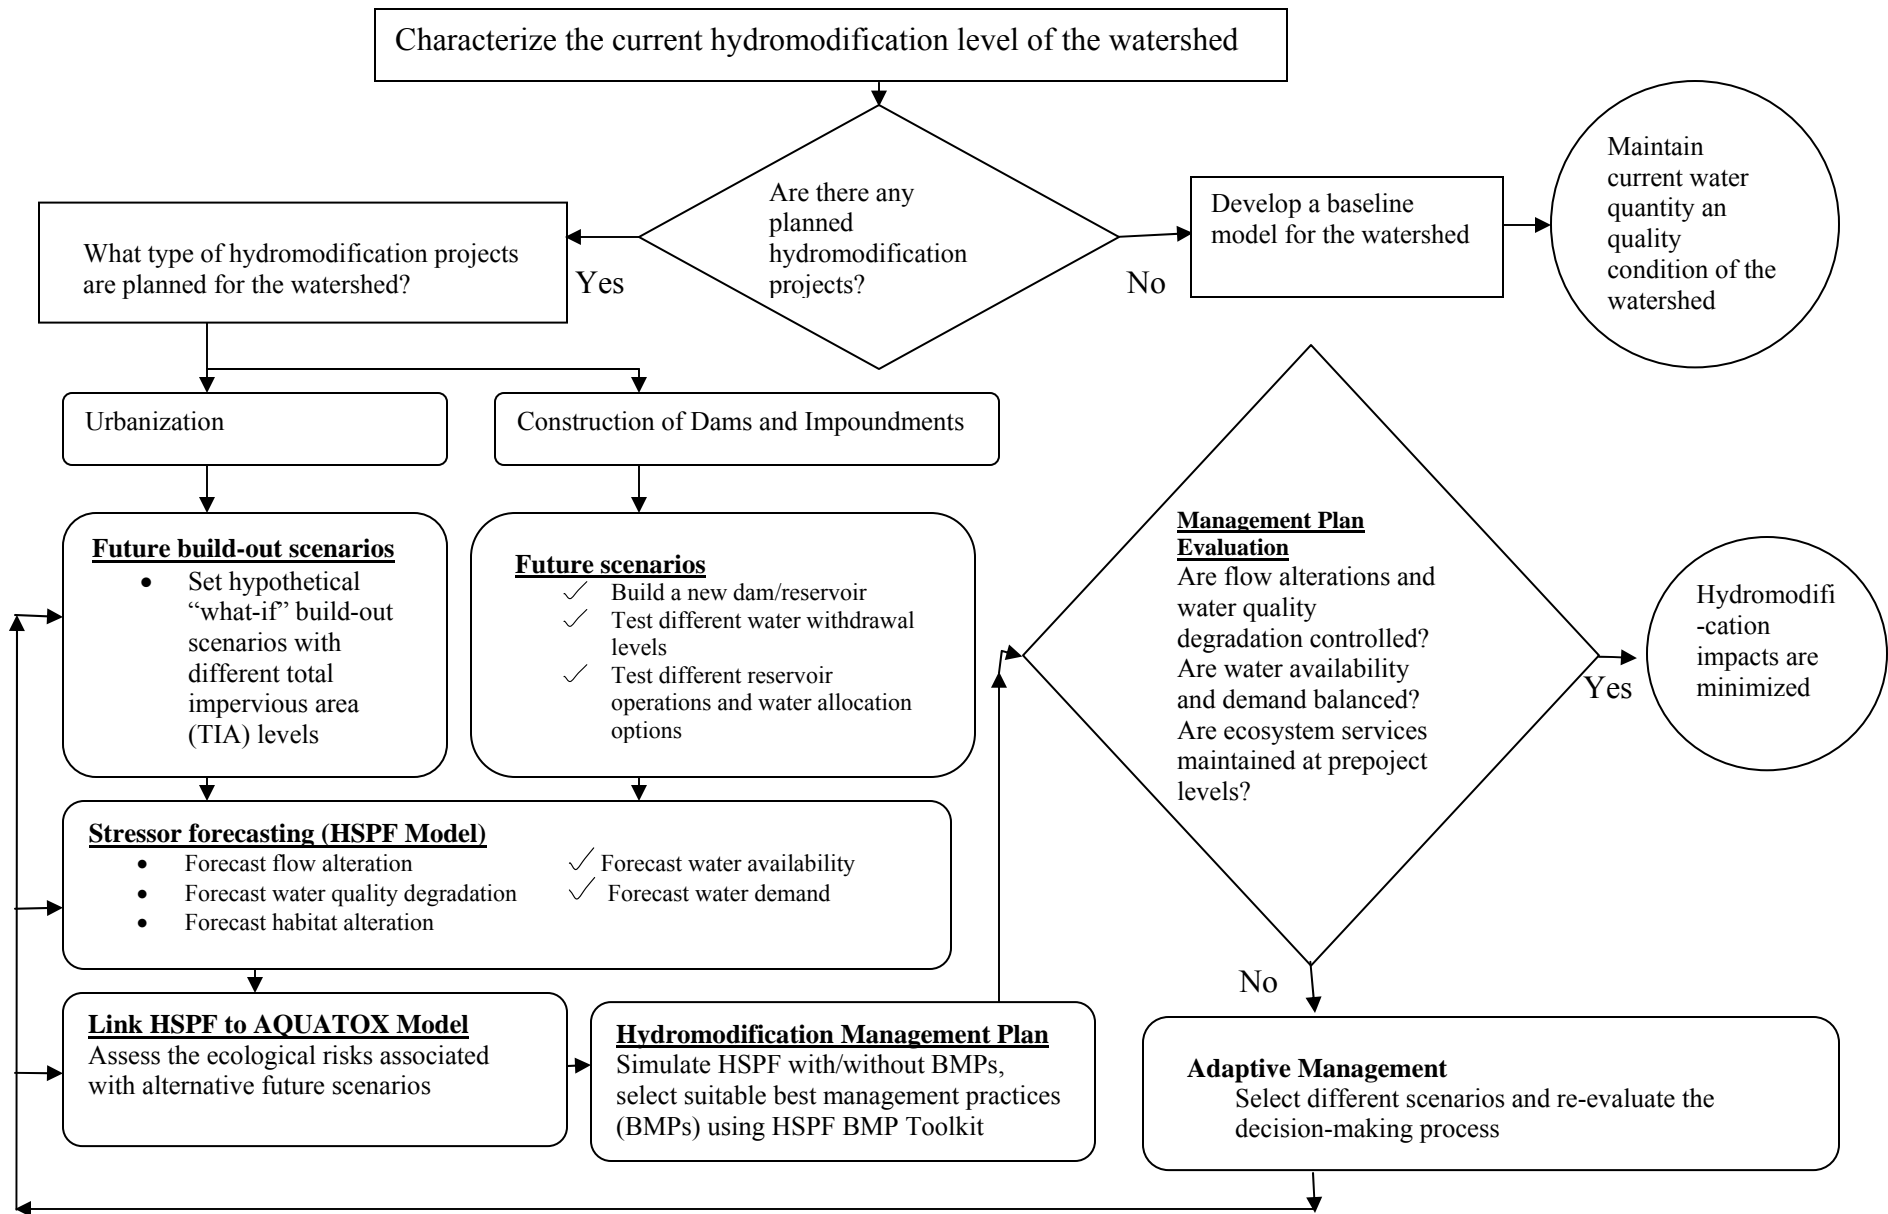 Characterize the current hydromodification level of the watershed
Are there any
planned
hydromodification
projects?
Yes
No
What type of hydromodification projects
are planned for the watershed?
Develop a baseline
model for the watershed
Maintain
current water
quantity an
quality
condition of the
watershed
Urbanization
Construction of Dams and Impoundments
Future build-out scenarios
• Set hypothetical
“what-if” build-out
scenarios with
different total
impervious area
(TIA) levels
Future scenarios
✓ Build a new dam/reservoir
✓ Test different water withdrawal
levels
✓ Test different reservoir
operations and water allocation
options
Stressor forecasting (HSPF Model)
• Forecast flow alteration
• Forecast water quality degradation
• Forecast habitat alteration
✓ Forecast water availability
✓ Forecast water demand
Link HSPF to AQUATOX Model
Assess the ecological risks associated
with alternative future scenarios
Hydromodification Management Plan
Simulate HSPF with/without BMPs,
select suitable best management practices
(BMPs) using HSPF BMP Toolkit
Management Plan
Evaluation
Are flow alterations and
water quality
degradation controlled?
Are water availability
and demand balanced?
Are ecosystem services
maintained at prepoject
levels?
Yes
Hydromodifi
-cation
impacts are
minimized
No
Adaptive Management
Select different scenarios and re-evaluate the
decision-making process